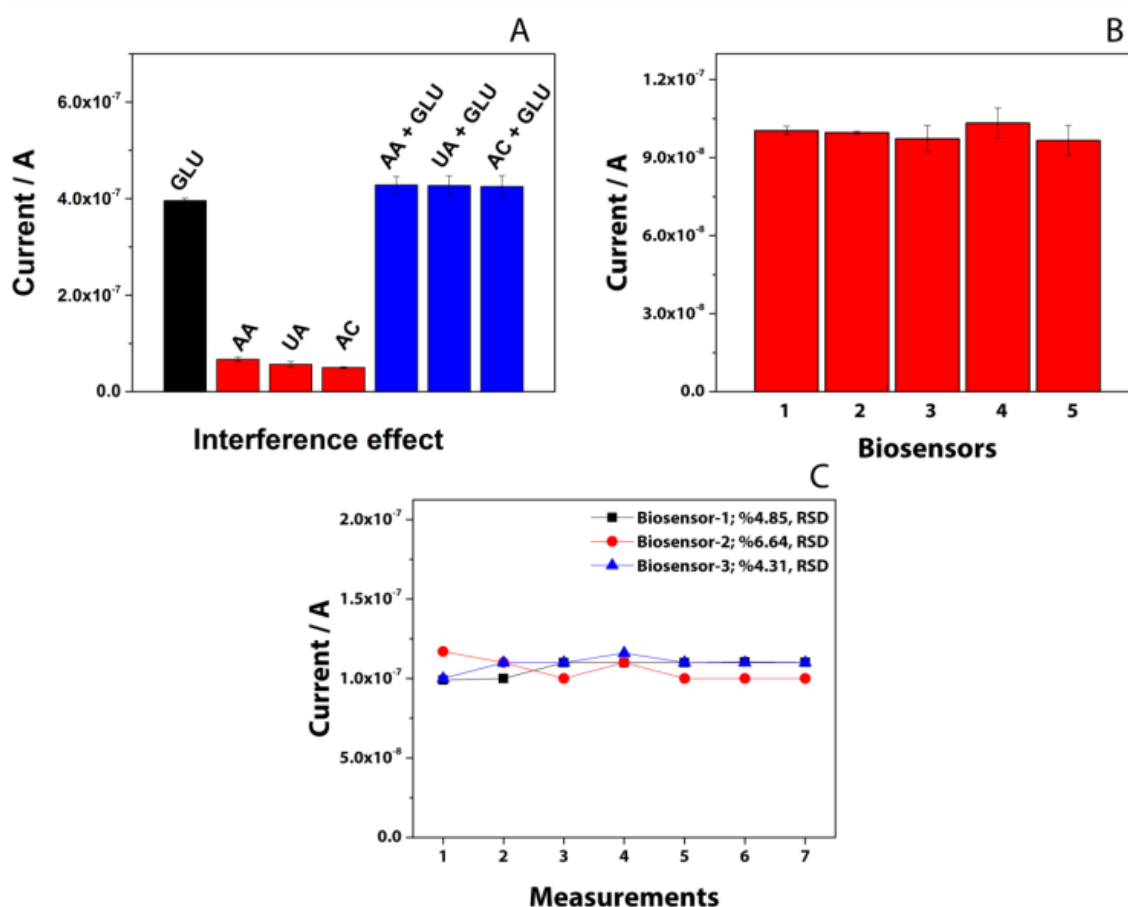 A
6.0x10⁻⁷
4.0x10⁻⁷
2.0x10⁻⁷
0.0
Current / A
GLU
AA
UA
AC
AA + GLU
UA + GLU
AC + GLU
Interference effect
B
1.2x10⁻⁷
9.0x10⁻⁸
6.0x10⁻⁸
3.0x10⁻⁸
0.0
Current / A
1 2 3 4 5
Biosensors
C
2.0x10⁻⁷
1.5x10⁻⁷
1.0x10⁻⁷
5.0x10⁻⁸
0.0
Current / A
Biosensor-1; %4.85, RSD
Biosensor-2; %6.64, RSD
Biosensor-3; %4.31, RSD
1 2 3 4 5 6 7
Measurements